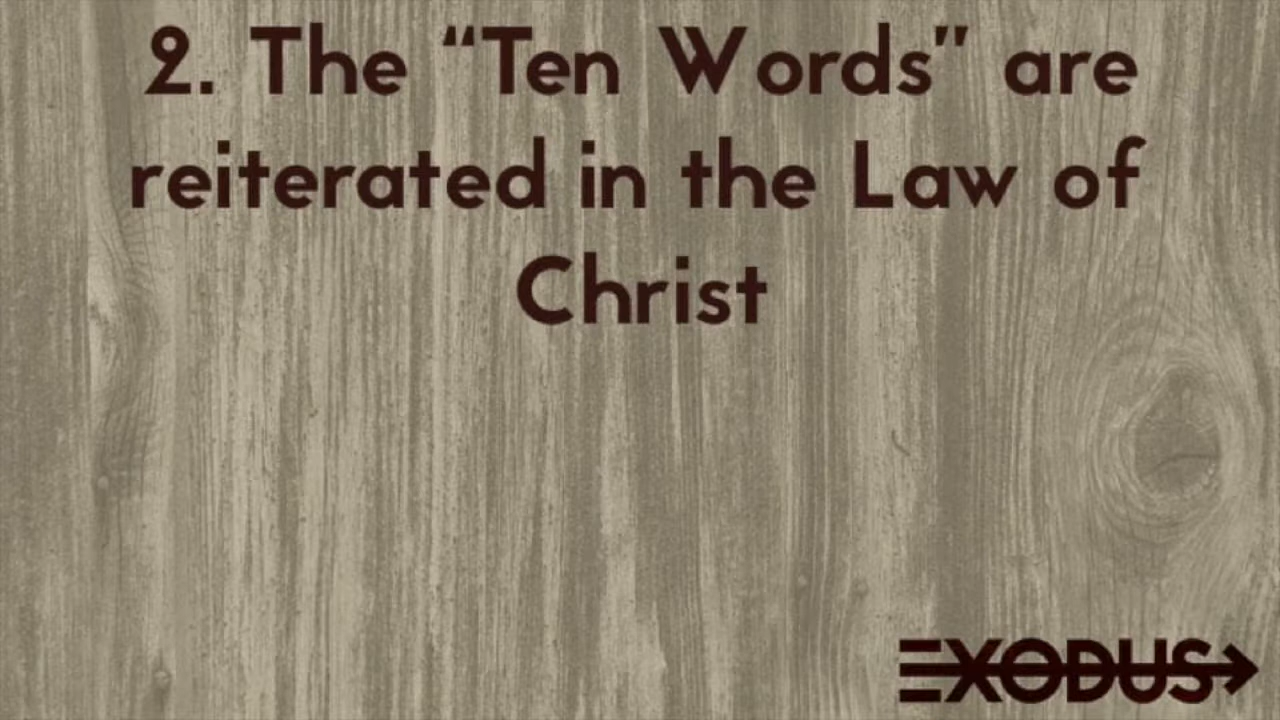 2. The “Ten Words” are
reiterated in the Law of
Christ
EXODUS